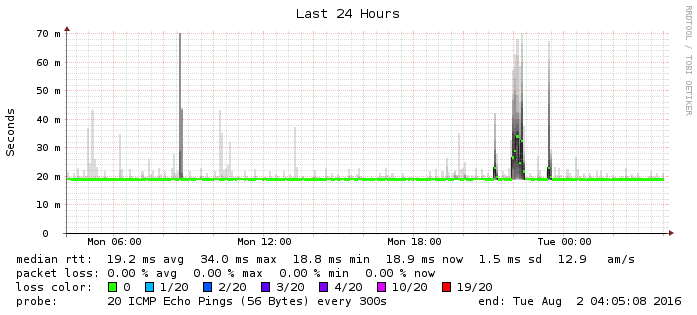 Last 24 Hours
RRDTOOL / TOBI OETIKER
Seconds
70 m
60 m
50 m
40 m
30 m
20 m
10 m
0
Mon 06:00 Mon 12:00 Mon 18:00 Tue 00:00
median rtt: 19.2 ms avg 34.0 ms max 18.8 ms min 18.9 ms now 1.5 ms sd 12.9 am/s
packet loss: 0.00 % avg 0.00 % max 0.00 % min 0.00 % now
loss color: 0 1/20 2/20 3/20 4/20 10/20 19/20
probe: 20 ICMP Echo Pings (56 Bytes) every 300s end: Tue Aug 2 04:05:08 2016